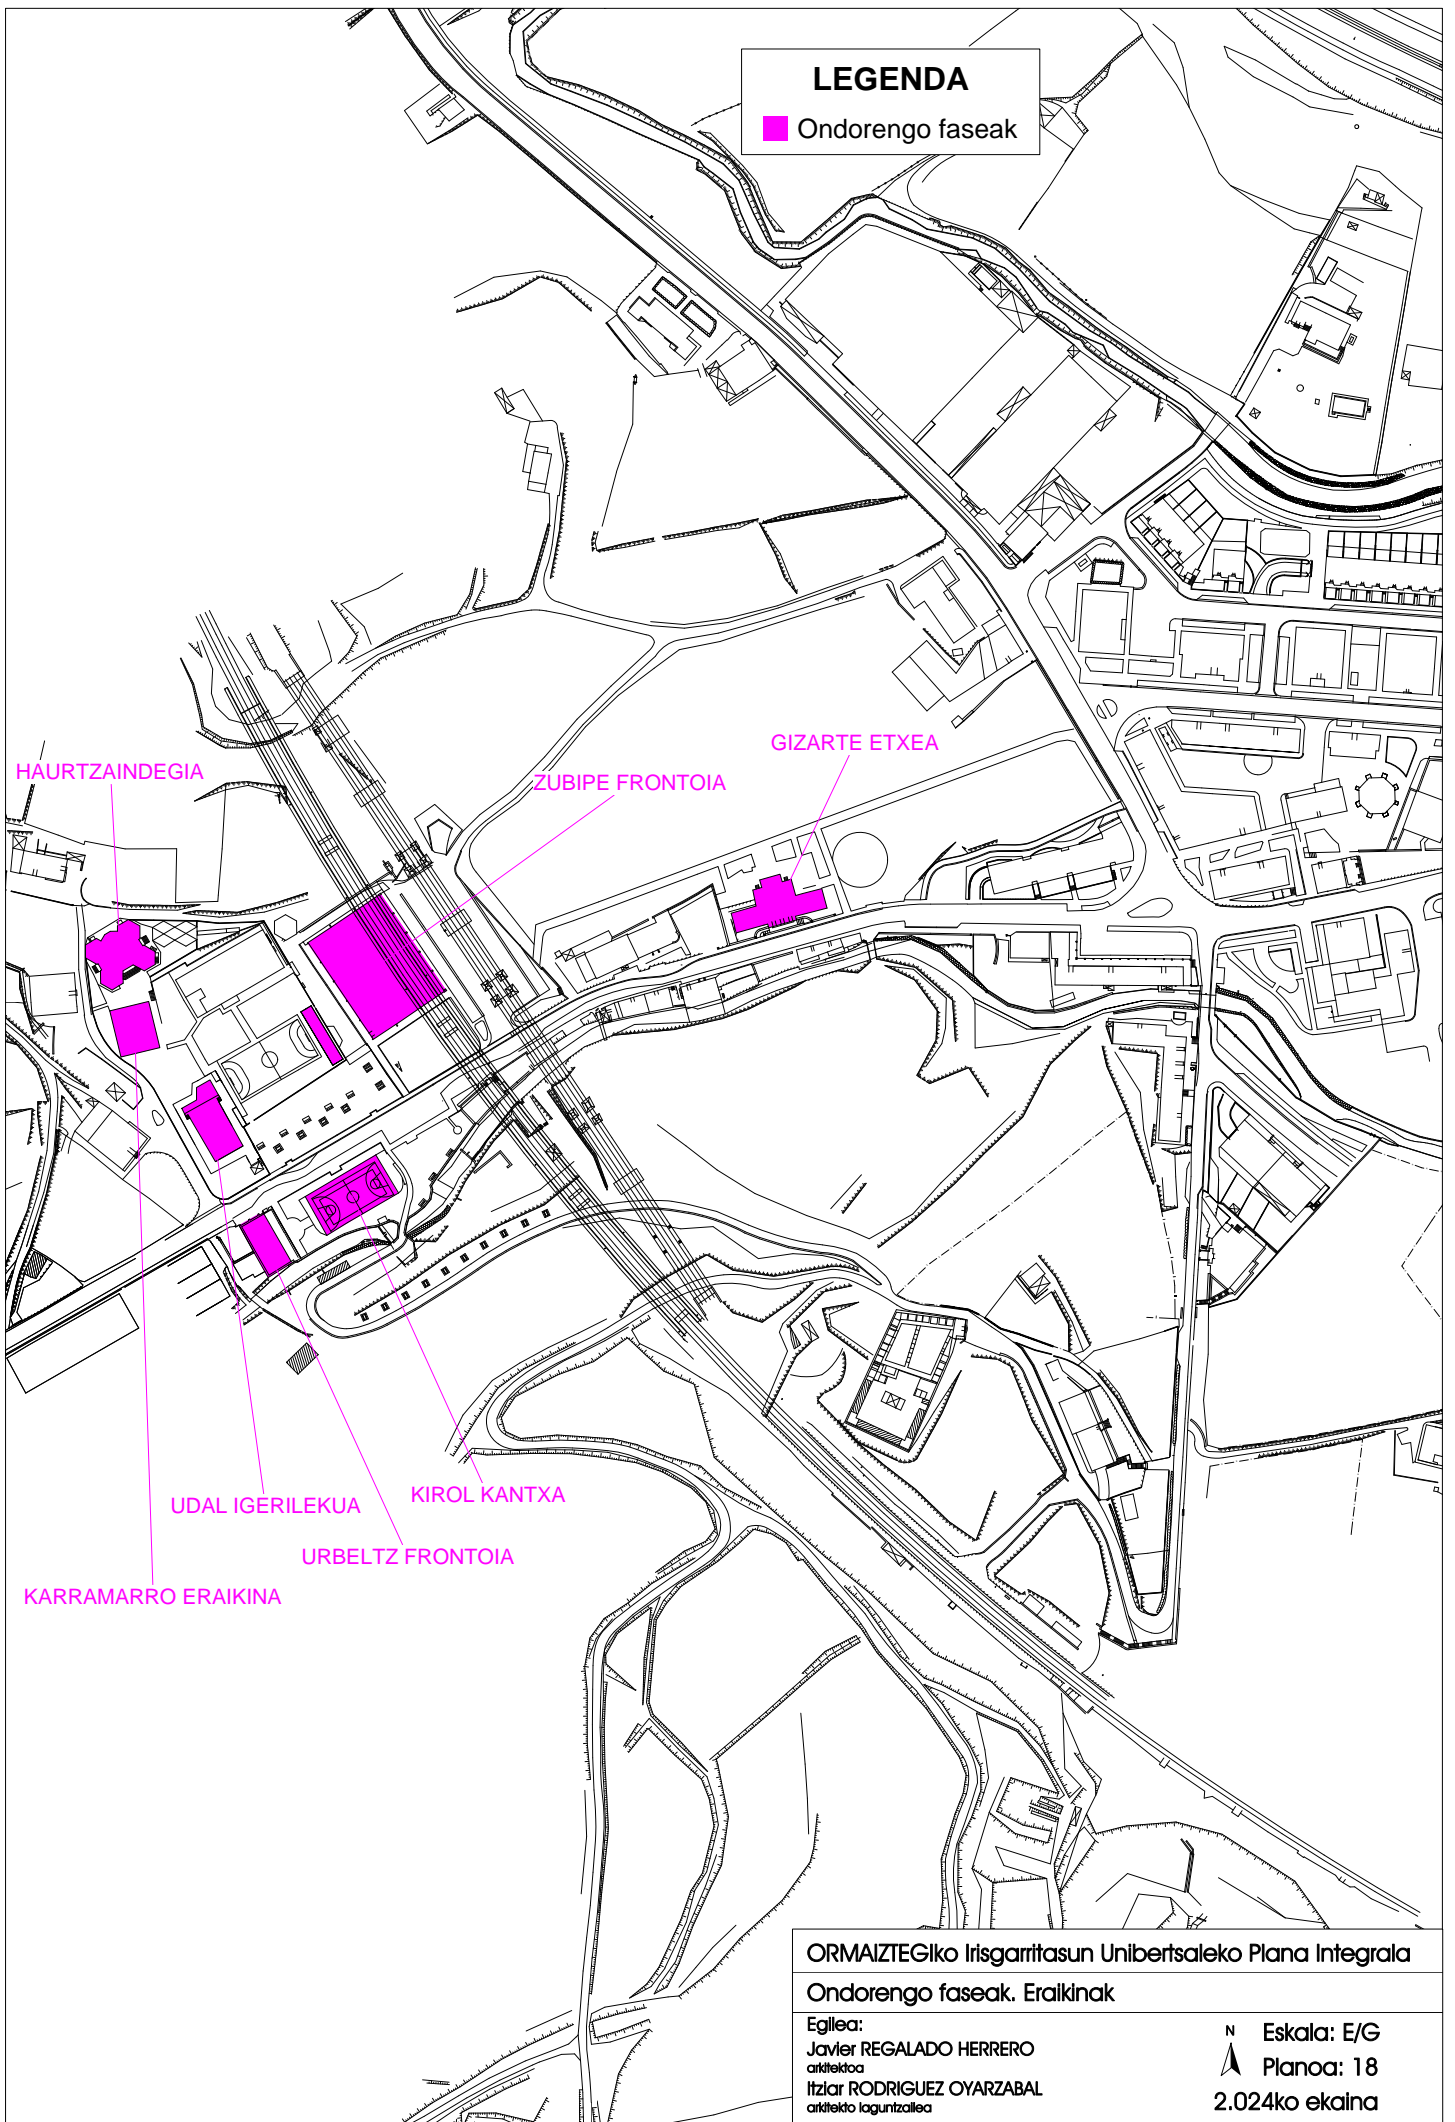 LEGENDA
Ondorengo faseak
GIZARTE ETXEA
HAURTZAINDEGIA
ZUBIPE FRONTOIA
UDAL IGERILEKUA
KIROL KANTXA
URBELTZ FRONTOIA
KARRAMARRO ERAIKINA
ORMAIZTEGIko Irisgarritasun Unibertsaleko Plana Integrala
Ondorengo faseak. Eraikinak
Egilea:
Javier REGALADO HERRERO
arkitektoa
Itziar RODRIGUEZ OYARZABAL
arkitekto laguntzailea
N
Eskala: E/G
Planoa: 18
2.024ko ekaina